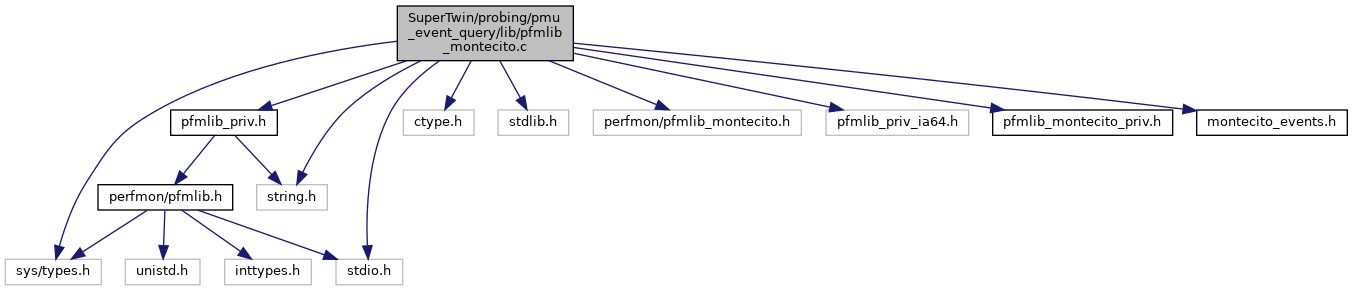 SuperTwin/probing/pmu
_event_query/lib/pfmlib
_montecito.c
pfmlib_priv.h
ctype.h
stdlib.h
perfmon/pfmlib_montecito.h
pfmlib_priv_ia64.h
pfmlib_montecito_priv.h
montecito_events.h
perfmon/pfmlib.h
string.h
sys/types.h
unistd.h
inttypes.h
stdio.h